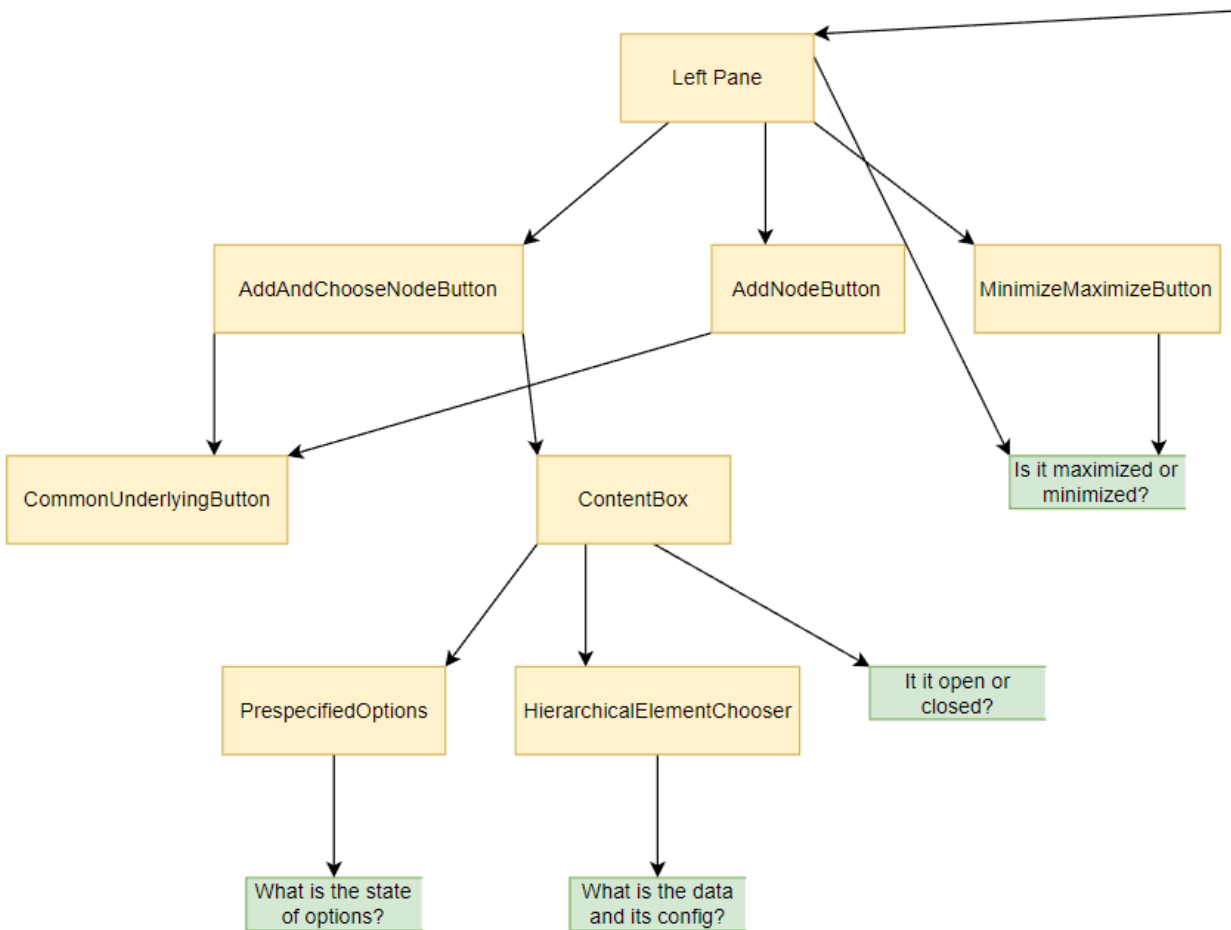 Left Pane
AddAndChooseNodeButton
AddNodeButton
MinimizeMaximizeButton
CommonUnderlyingButton
ContentBox
Is it maximized or
minimized?
PrespecifiedOptions
HierarchicalElementChooser
It it open or
closed?
What is the state
of options?
What is the data
and its config?